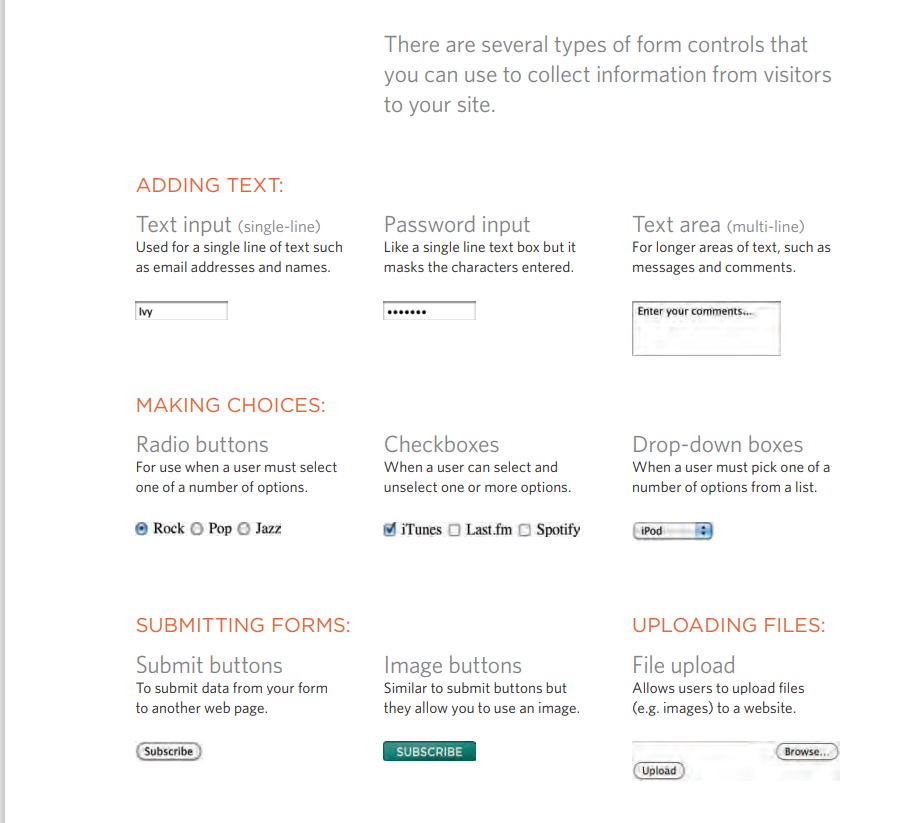 There are several types of form controls that
you can use to collect information from visitors
to your site.
ADDING TEXT:
Text input (single-line)
Used for a single line of text such
as email addresses and names.
Ivy
Password input
Like a single line text box but it
masks the characters entered.
•••••••
Text area (multi-line)
For longer areas of text, such as
messages and comments.
Enter your comments...
MAKING CHOICES:
Radio buttons
For use when a user must select
one of a number of options.
Rock Pop Jazz
Checkboxes
When a user can select and
unselect one or more options.
iTunes Last.fm Spotify
Drop-down boxes
When a user must pick one of a
number of options from a list.
iPod
SUBMITTING FORMS:
Submit buttons
To submit data from your form
to another web page.
Subscribe
Image buttons
Similar to submit buttons but
they allow you to use an image.
SUBSCRIBE
UPLOADING FILES:
File upload
Allows users to upload files
(e.g. images) to a website.
Browse...
Upload